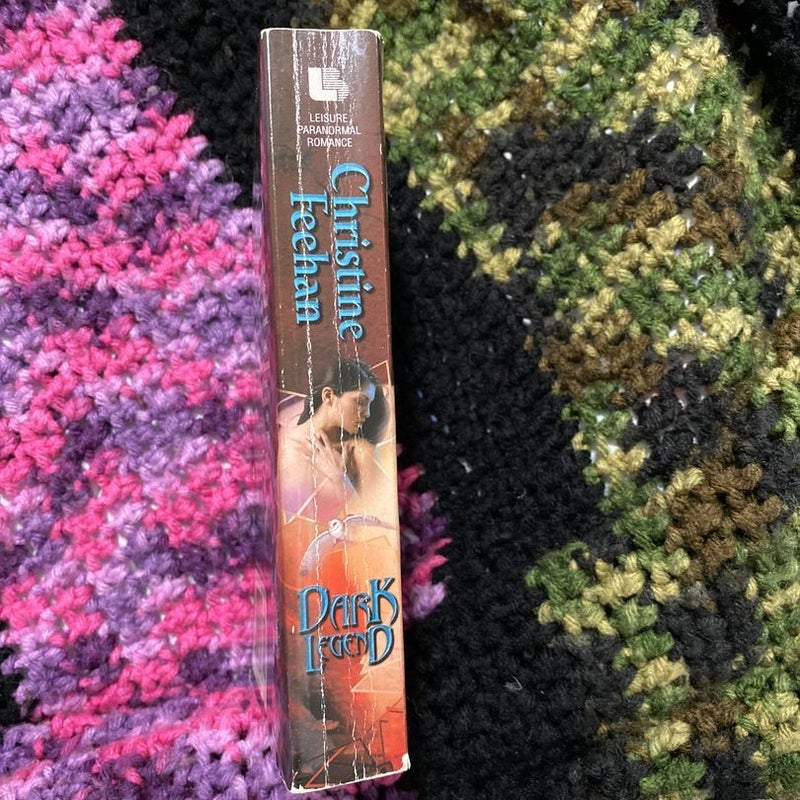 LEISURE
PARANORMAL
ROMANCE
Christine
Feehan
DARK
LEGEND